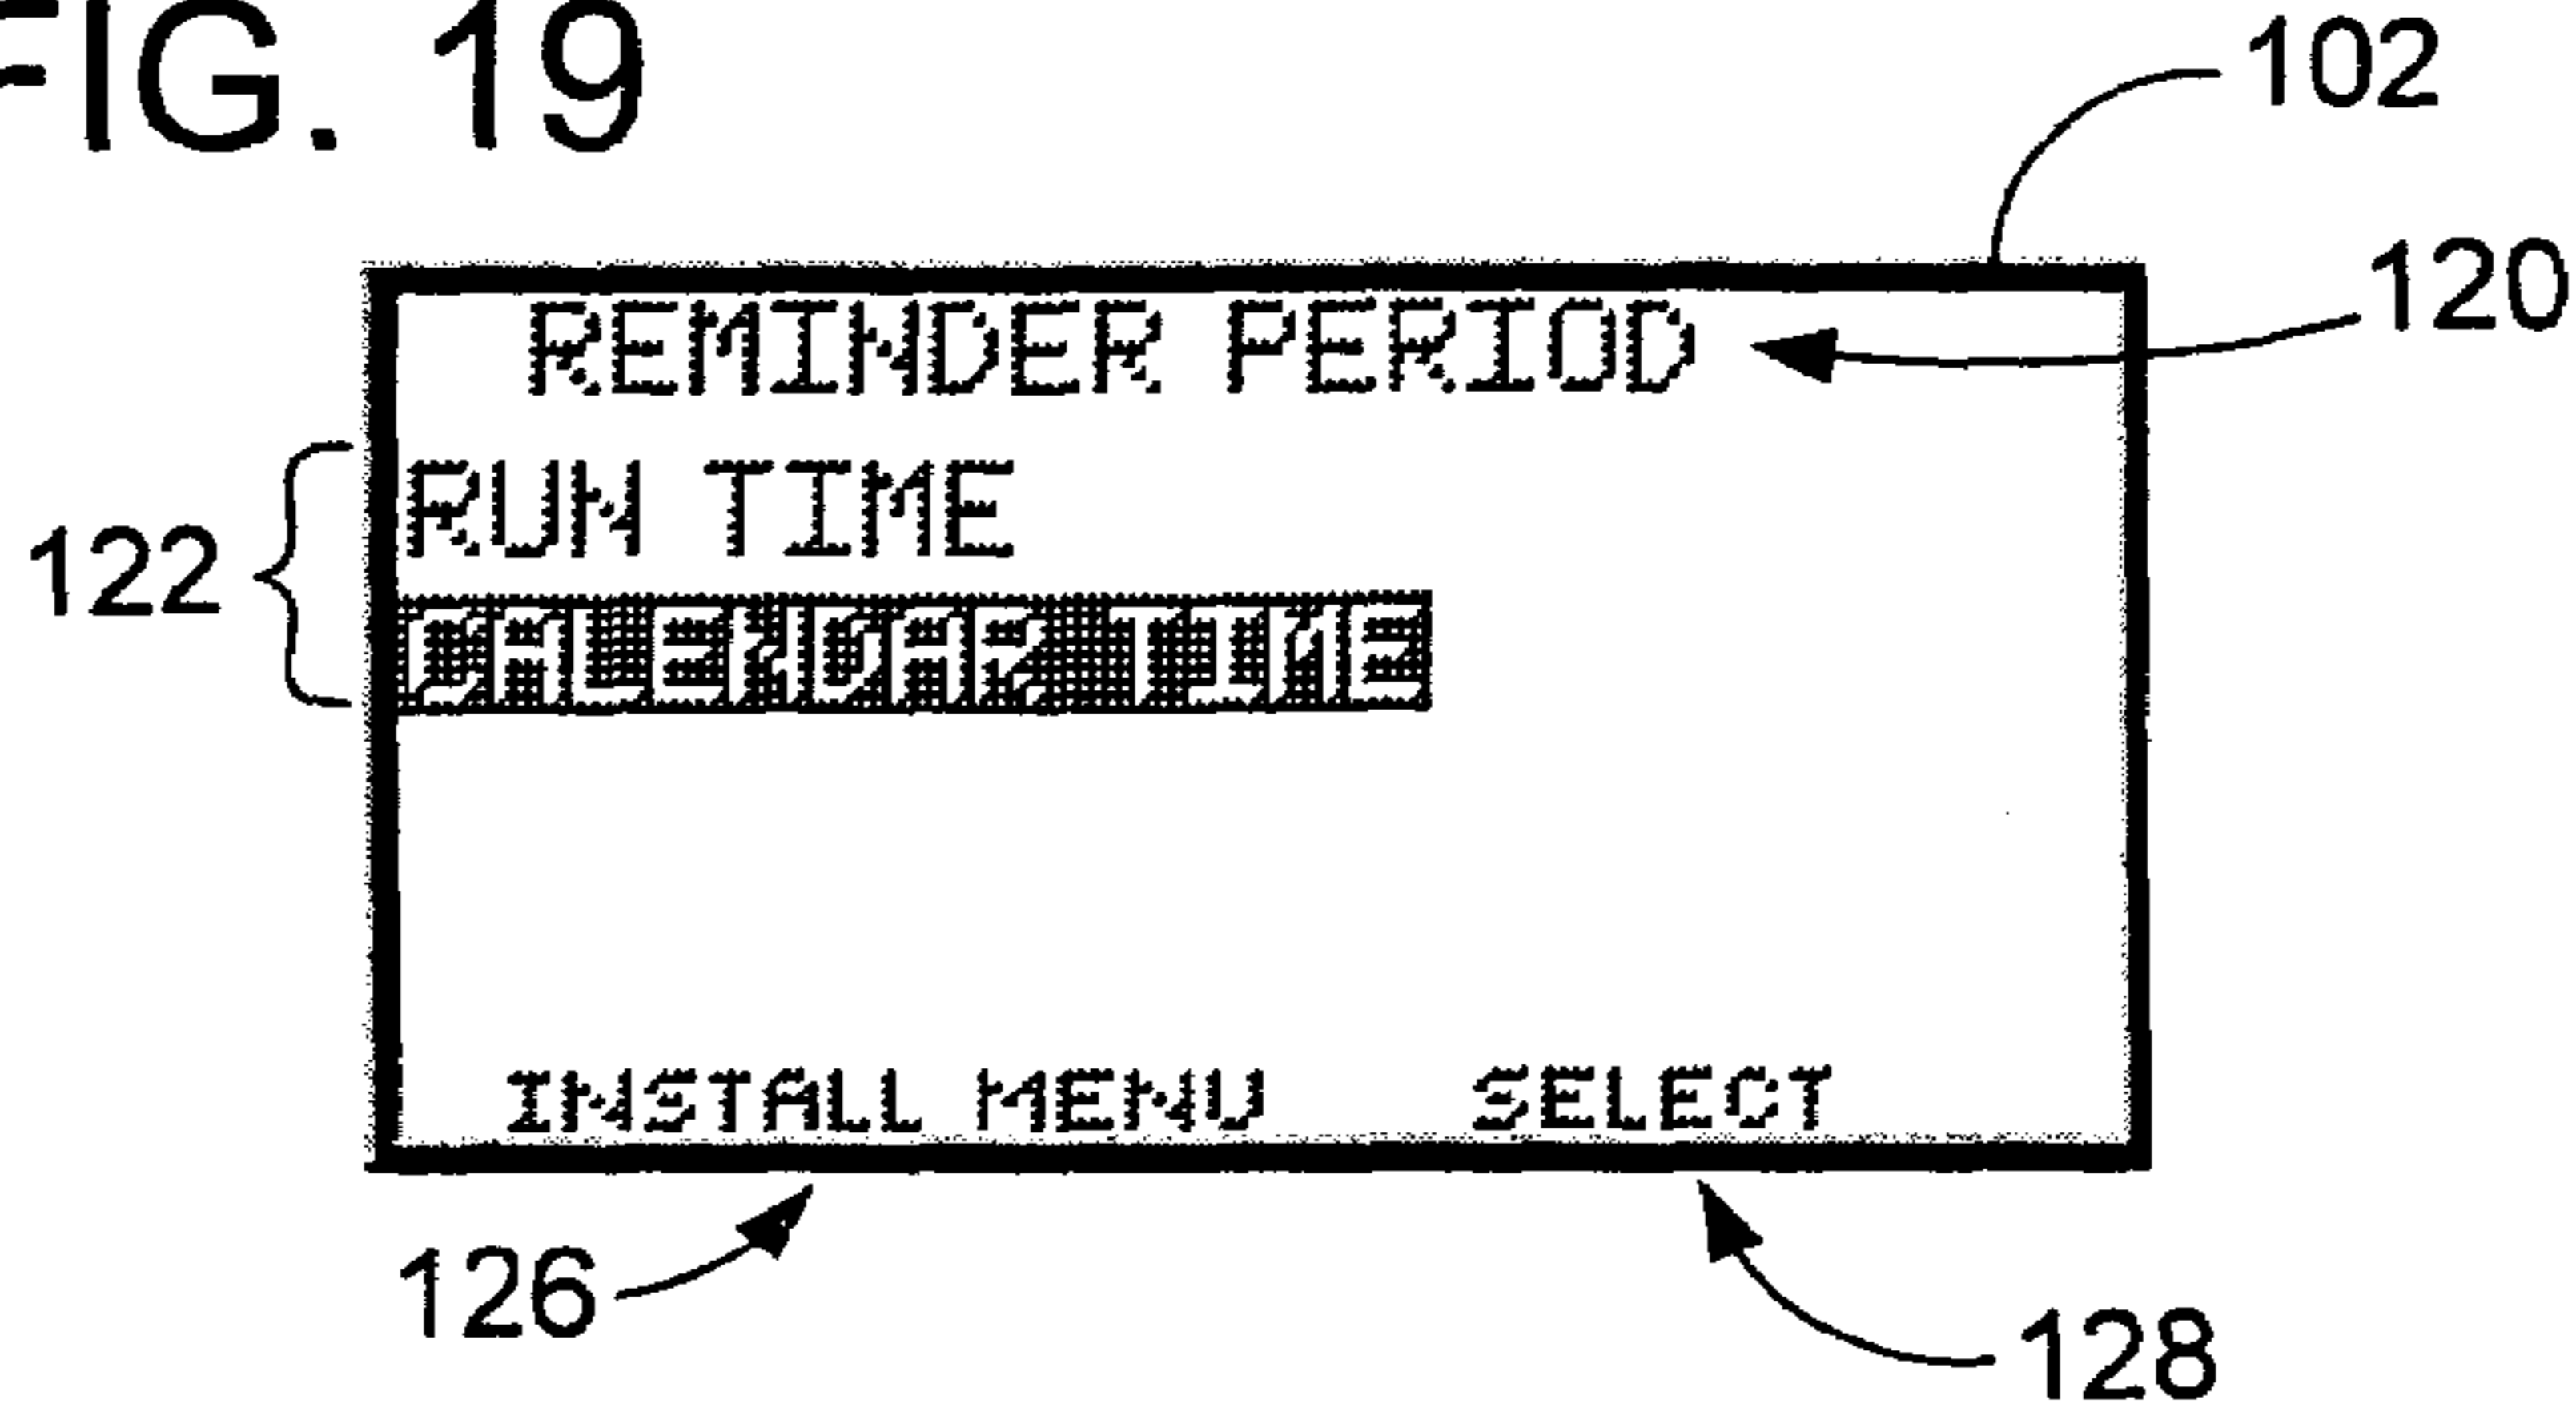 FIG. 19
102
120
REMINDER PERIOD
122
RUN TIME
CALENDAR TIME
INSTALL MENU SELECT
126
128